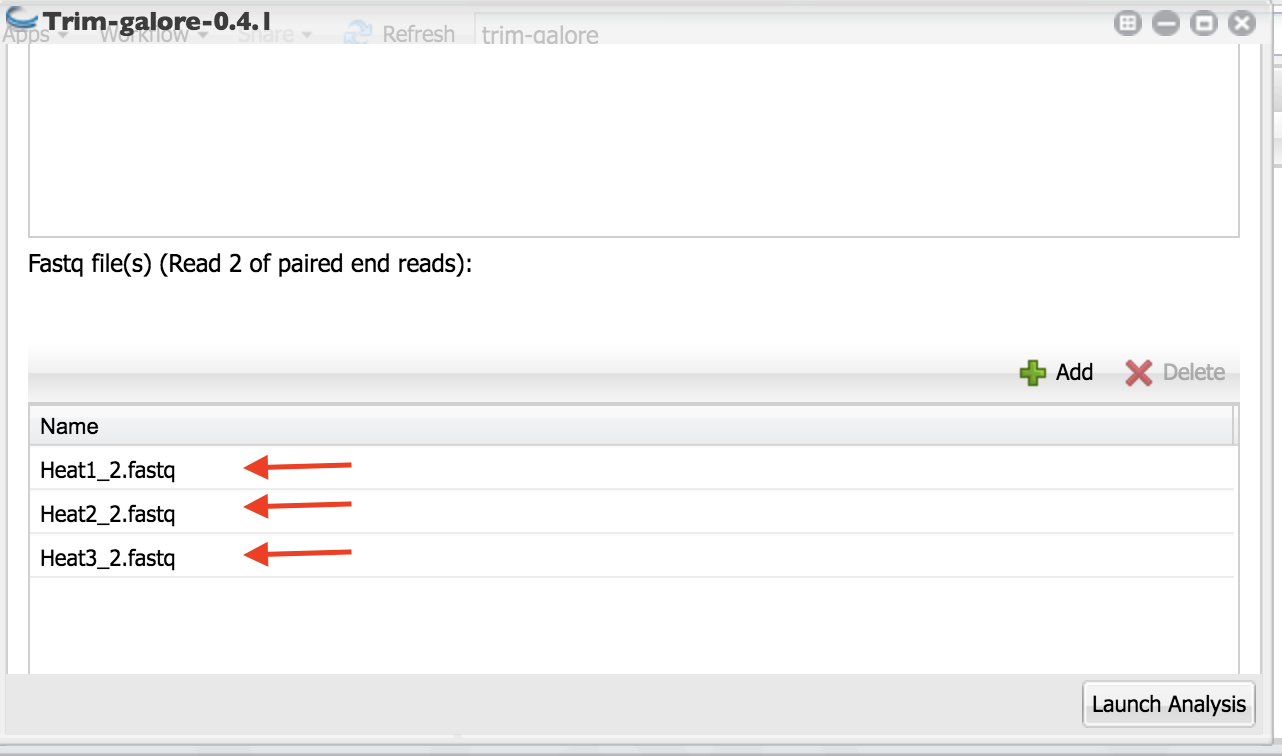 Trim-galore-0.4.1
Apps Workflow Share Refresh trim-galore
Fastq file(s) (Read 2 of paired end reads):
Add Delete
Name
Heat1_2.fastq
Heat2_2.fastq
Heat3_2.fastq
Launch Analysis